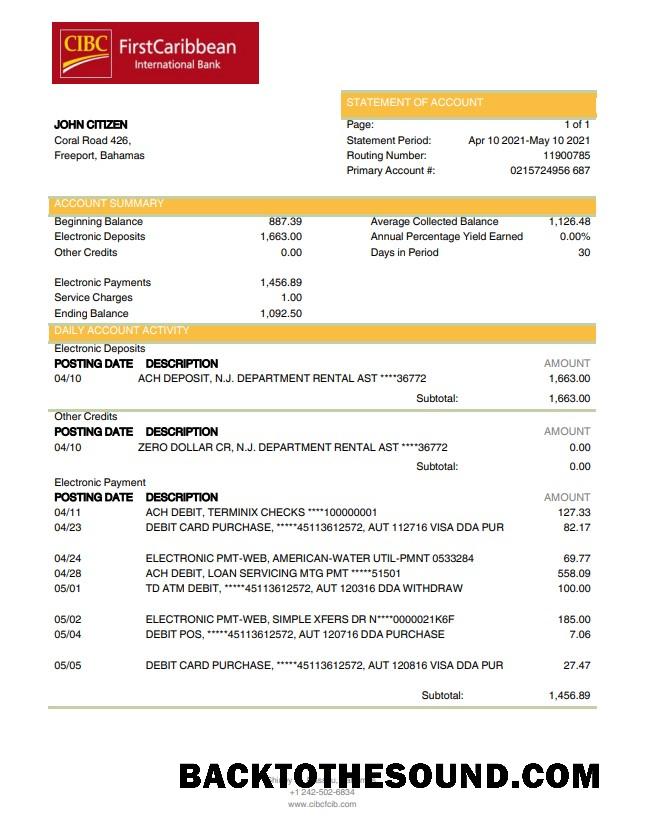 CIBC FirstCaribbean
International Bank
STATEMENT OF ACCOUNT
JOHN CITIZEN Page: 1 of 1
Coral Road 426, Statement Period: Apr 10 2021-May 10 2021
Freeport, Bahamas Routing Number: 11900785
Primary Account #: 0215724956 687
ACCOUNT SUMMARY
Beginning Balance 887.39 Average Collected Balance 1,126.48
Electronic Deposits 1,663.00 Annual Percentage Yield Earned 0.00%
Other Credits 0.00 Days in Period 30
Electronic Payments 1,456.89
Service Charges 1.00
Ending Balance 1,092.50
DAILY ACCOUNT ACTIVITY
Electronic Deposits
POSTING DATE DESCRIPTION AMOUNT
04/10 ACH DEPOSIT, N.J. DEPARTMENT RENTAL AST ****36772 1,663.00
Subtotal: 1,663.00
Other Credits
POSTING DATE DESCRIPTION AMOUNT
04/10 ZERO DOLLAR CR, N.J. DEPARTMENT RENTAL AST ****36772 0.00
Subtotal: 0.00
Electronic Payment
POSTING DATE DESCRIPTION AMOUNT
04/11 ACH DEBIT, TERMINIX CHECKS ****100000001 127.33
04/23 DEBIT CARD PURCHASE, *****45113612572, AUT 112716 VISA DDA PUR 82.17
04/24 ELECTRONIC PMT-WEB, AMERICAN-WATER UTIL-PMNT 0533284 69.77
04/28 ACH DEBIT, LOAN SERVICING MTG PMT *****51501 558.09
05/01 TD ATM DEBIT, *****45113612572, AUT 120316 DDA WITHDRAW 100.00
05/02 ELECTRONIC PMT-WEB, SIMPLE XFERS DR N****0000021K6F 185.00
05/04 DEBIT POS, *****45113612572, AUT 120716 DDA PURCHASE 7.06
05/05 DEBIT CARD PURCHASE, *****45113612572, AUT 120816 VISA DDA PUR 27.47
Subtotal: 1,456.89
BACKTOTHESOUND.COM
+1 242-502-6834
www.cibcfcib.com